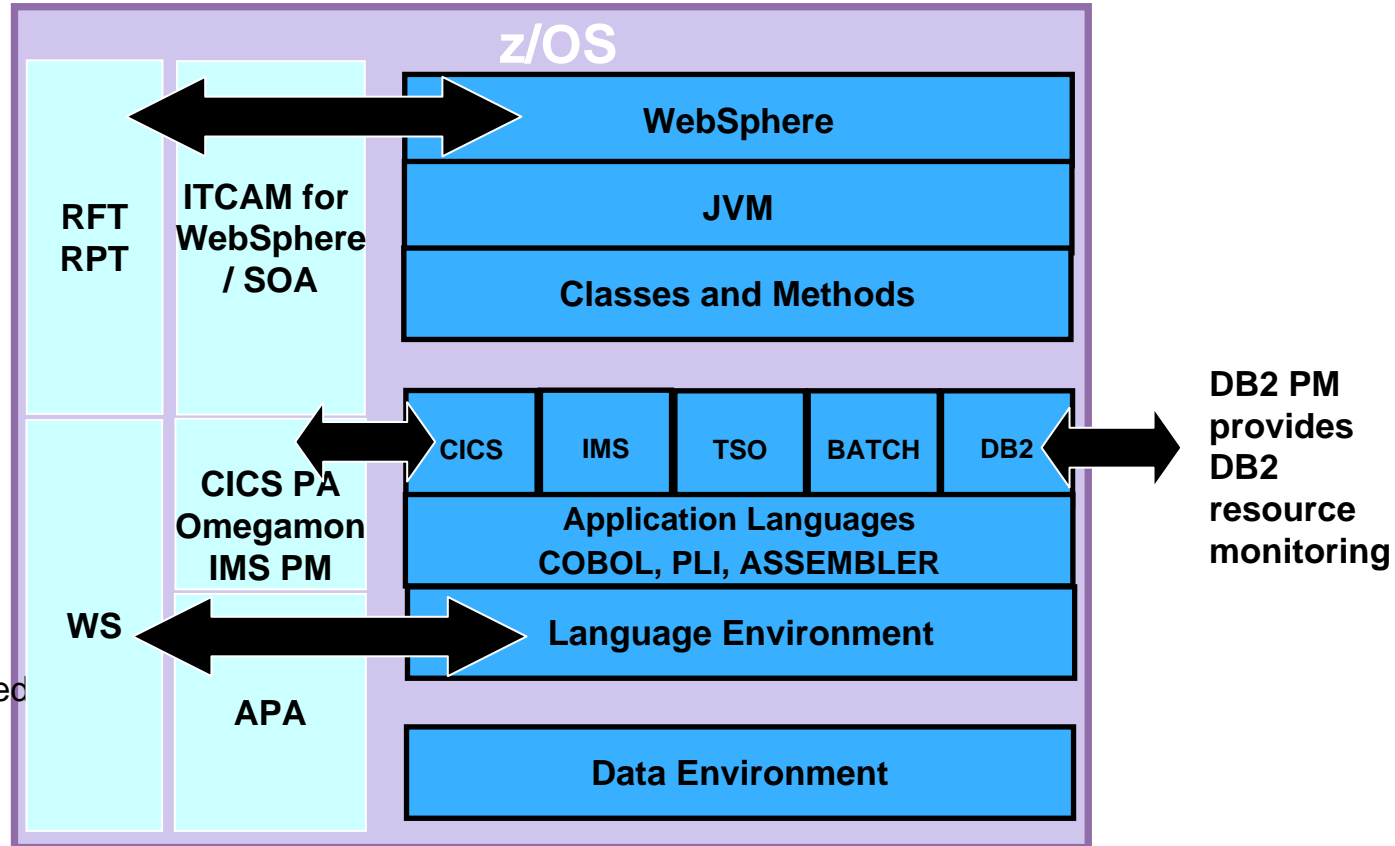 z/OS
RFT
RPT
ITCAM for
WebSphere
/ SOA
WebSphere
JVM
Classes and Methods
WS
CICS PA
Omegamon
IMS PM
APA
CICS
IMS
TSO
BATCH
DB2
Application Languages
COBOL, PLI, ASSEMBLER
Language Environment
Data Environment
DB2 PM
provides
DB2
resource
monitoring
ed